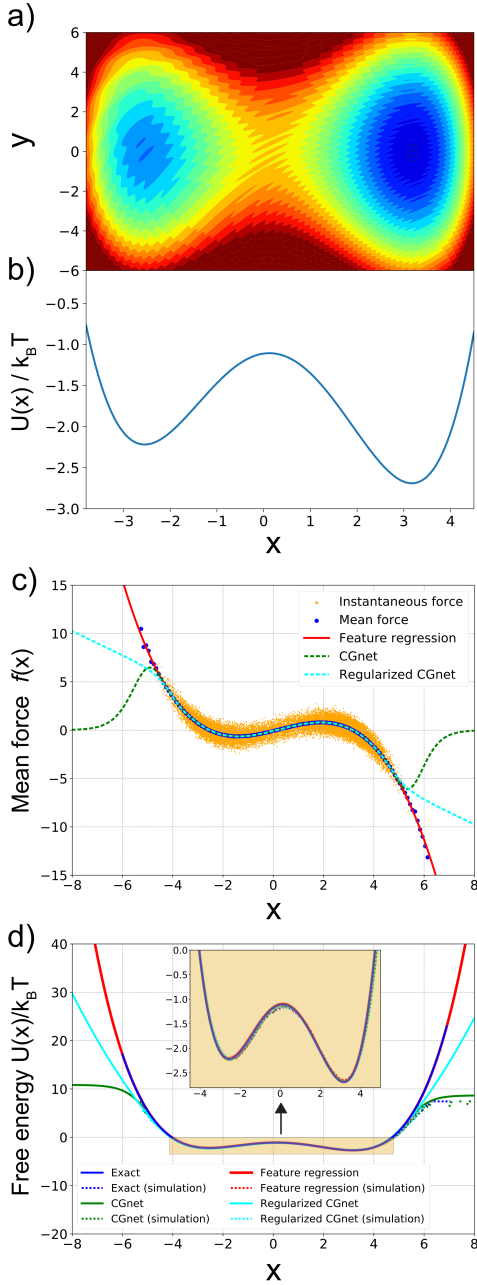 a)
6
4
2
0
−2
−4
−6
y
b)
−0.5
−1.0
−1.5
−2.0
−2.5
−3.0
U(x) / kBT
−3 −2 −1 0 1 2 3 4
x
c)
15
10
5
0
−5
−10
−15
Mean force f(x)
Instantaneous force
Mean force
Feature regression
CGnet
Regularized CGnet
−8 −6 −4 −2 0 2 4 6 8
x
d)
40
30
20
10
0
−10
−20
Free energy U(x)/kBT
0.0
−0.5
−1.0
−1.5
−2.0
−2.5
−4 −2 0 2 4
Exact
Exact (simulation)
CGnet
CGnet (simulation)
Feature regression
Feature regression (simulation)
Regularized CGnet
Regularized CGnet (simulation)
−8 −6 −4 −2 0 2 4 6 8
x